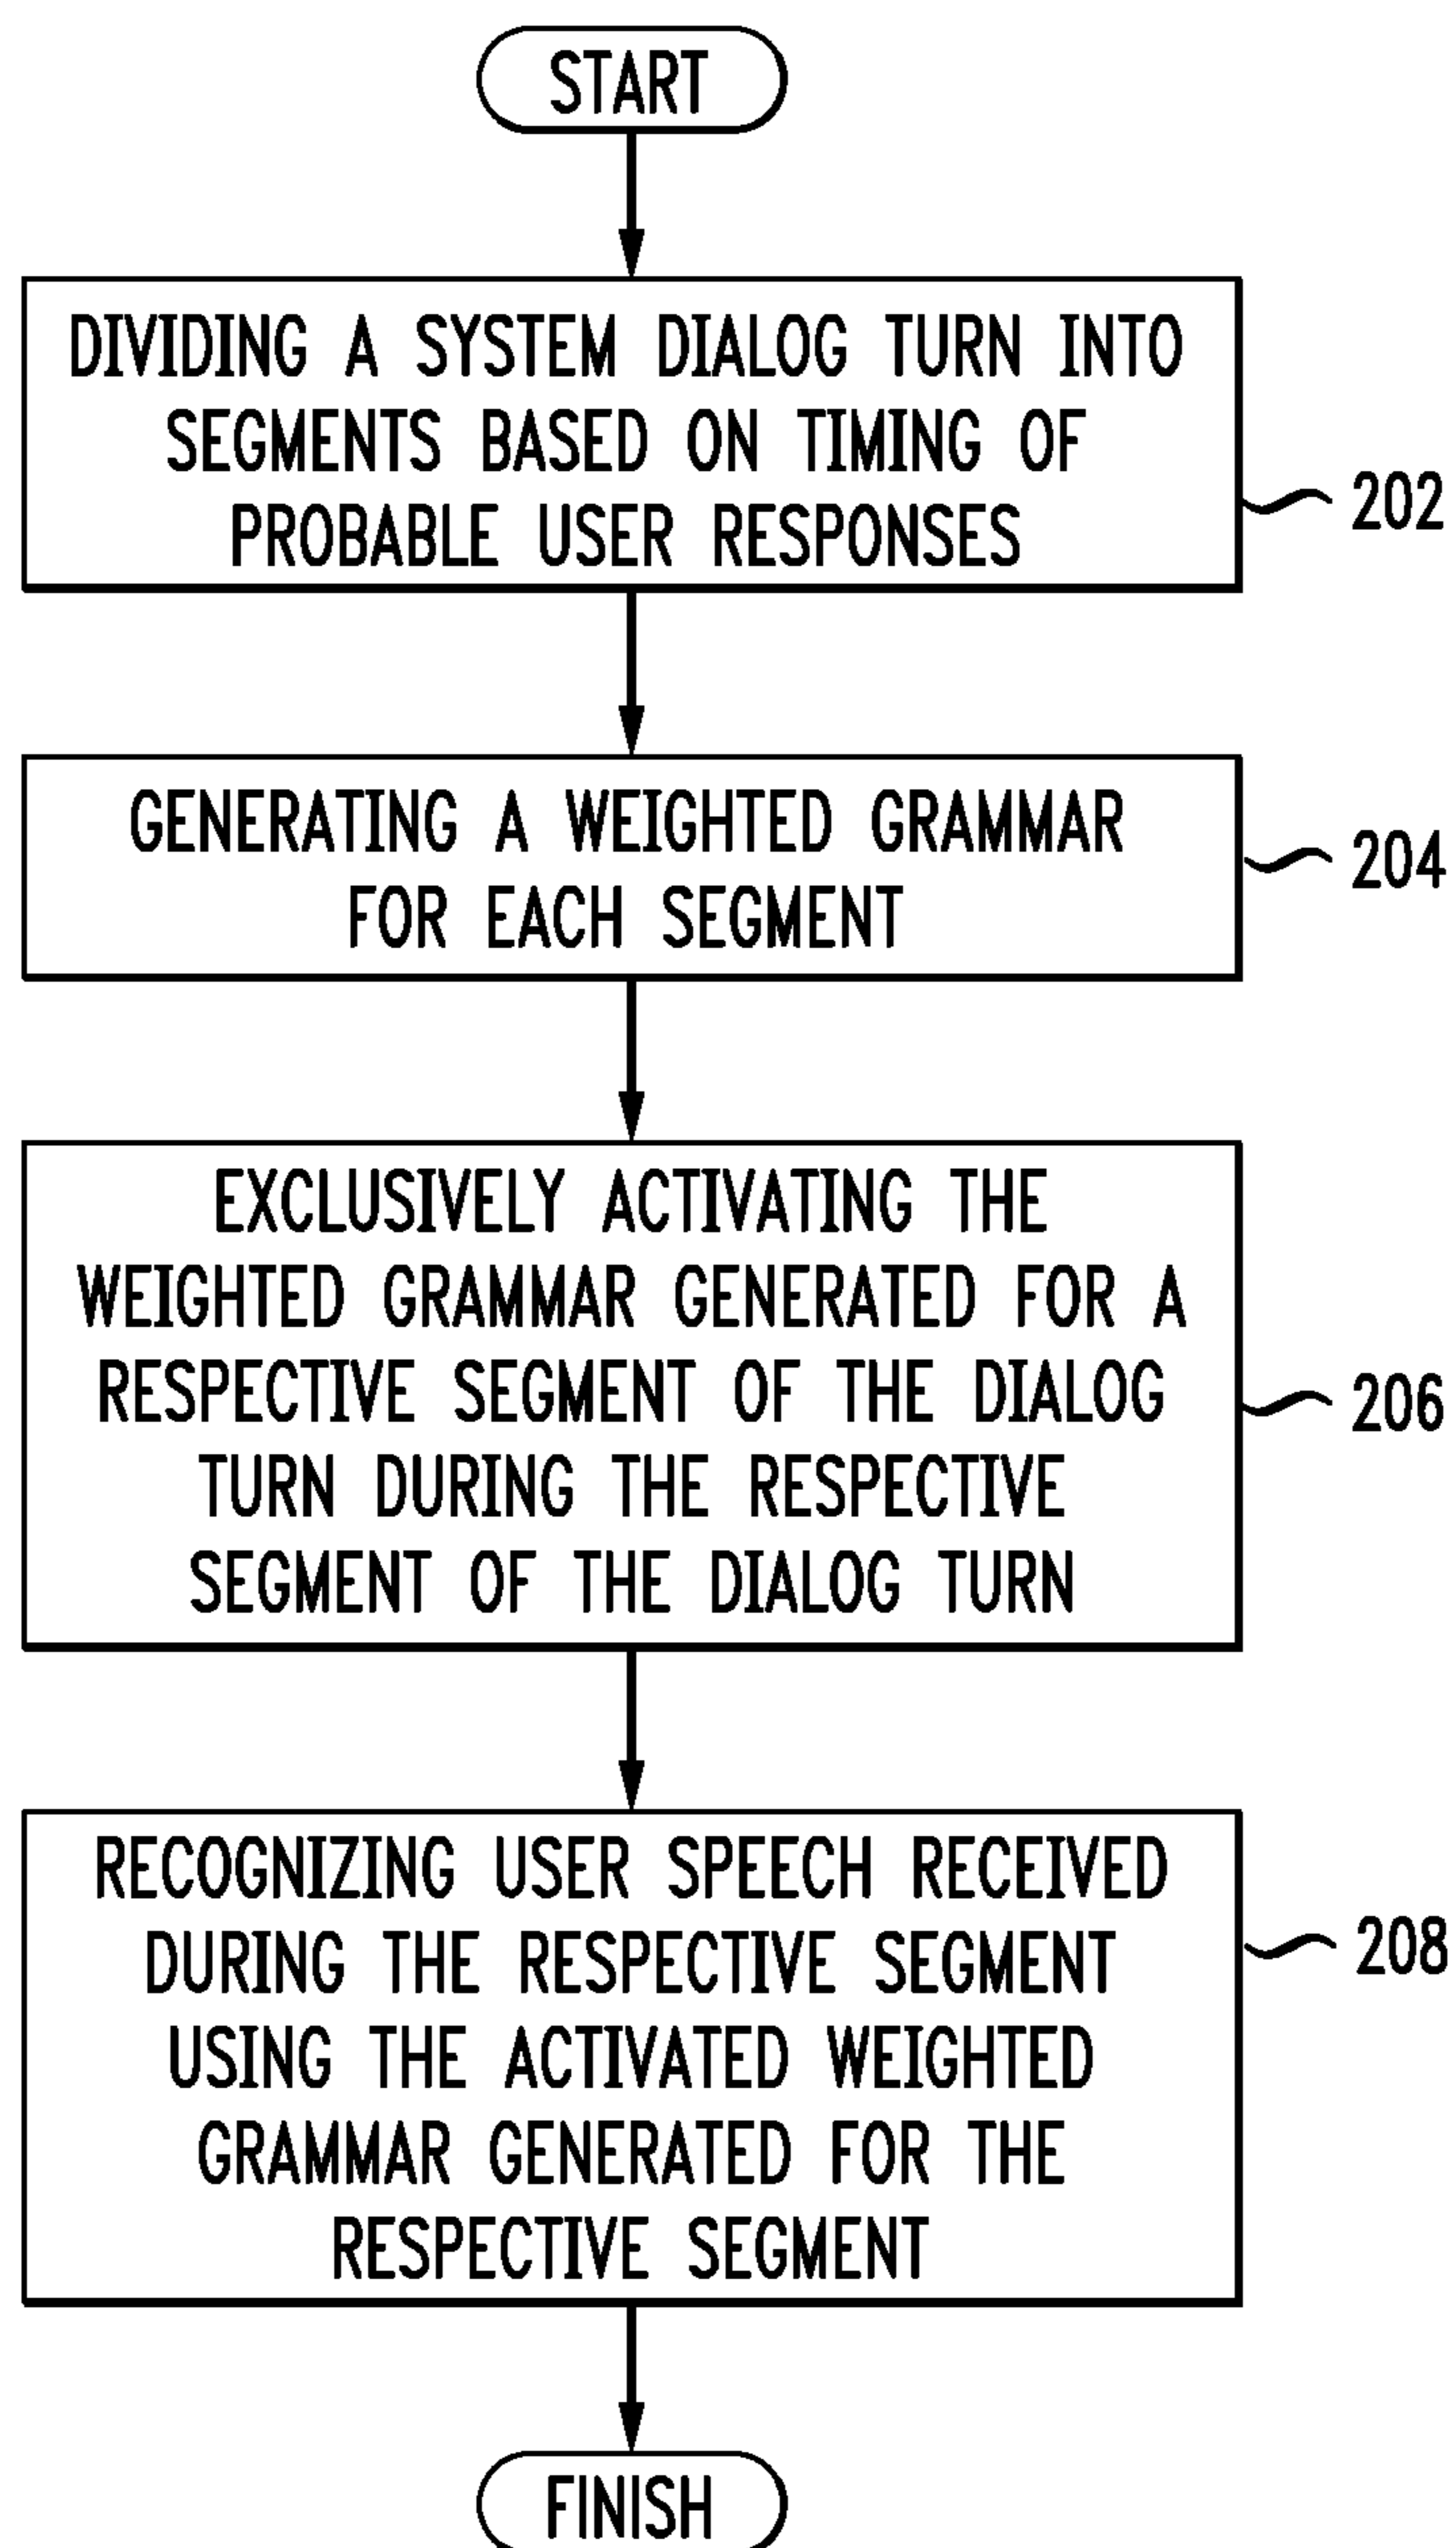 START
DIVIDING A SYSTEM DIALOG TURN INTO
SEGMENTS BASED ON TIMING OF
PROBABLE USER RESPONSES
202
GENERATING A WEIGHTED GRAMMAR
FOR EACH SEGMENT
204
EXCLUSIVELY ACTIVATING THE
WEIGHTED GRAMMAR GENERATED FOR A
RESPECTIVE SEGMENT OF THE DIALOG
TURN DURING THE RESPECTIVE
SEGMENT OF THE DIALOG TURN
206
RECOGNIZING USER SPEECH RECEIVED
DURING THE RESPECTIVE SEGMENT
USING THE ACTIVATED WEIGHTED
GRAMMAR GENERATED FOR THE
RESPECTIVE SEGMENT
208
FINISH